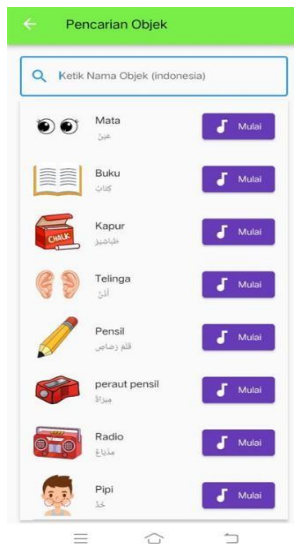 Pencarian Objek
Ketik Nama Objek (indonesia)
Mata
عين
Mulai
Buku
كتاب
Mulai
CHALK
Kapur
طباشير
Mulai
Telinga
أذن
Mulai
Pensil
قلم رصاص
Mulai
peraut pensil
مبراة
Mulai
Radio
مذياع
Mulai
Pipi
خد
Mulai